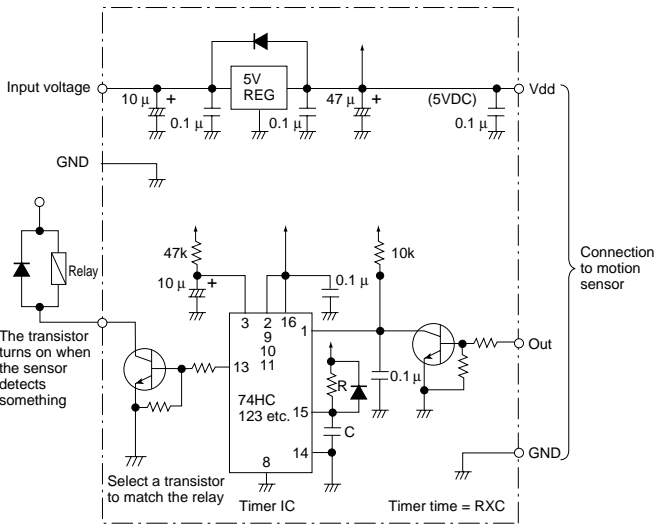 Input voltage
10 μ
+
0.1 μ
5V
REG
0.1 μ
47 μ
+
(5VDC)
0.1 μ
Vdd
GND
Relay
47k
10 μ
+
0.1 μ
10k
Connection
to motion
sensor
3
2
16
9
10
11
1
13
74HC
123 etc.
15
14
8
R
C
0.1 μ
Out
GND
The transistor
turns on when
the sensor
detects
something
Select a transistor
to match the relay
Timer IC
Timer time = RXC